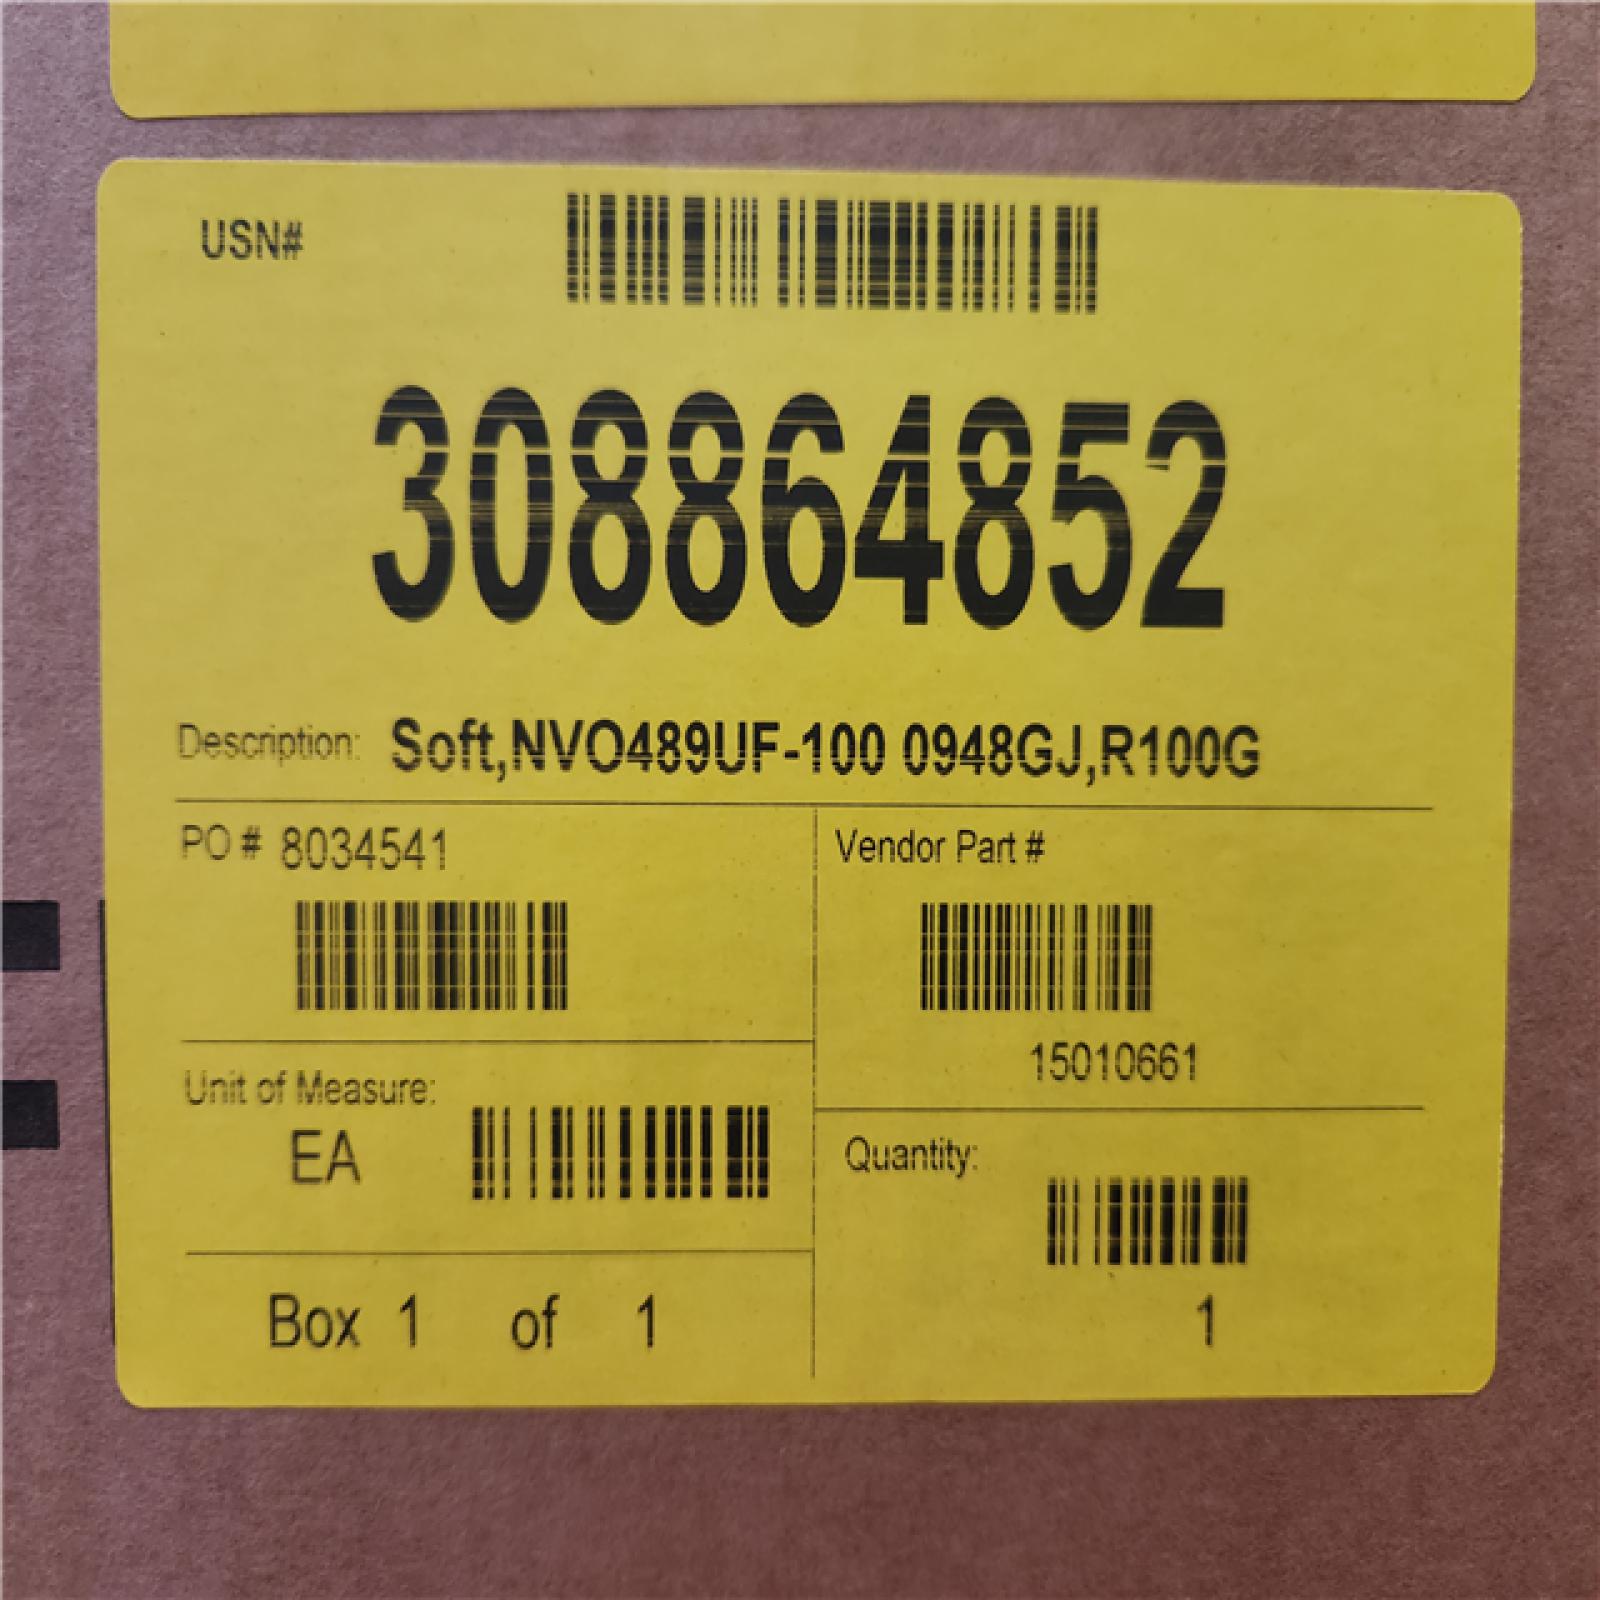 USN#
308864852
Description: Soft,NVO489UF-100 0948GJ,R100G
PO # 8034541
Vendor Part #
15010661
Unit of Measure:
EA
Quantity:
1
Box 1 of 1